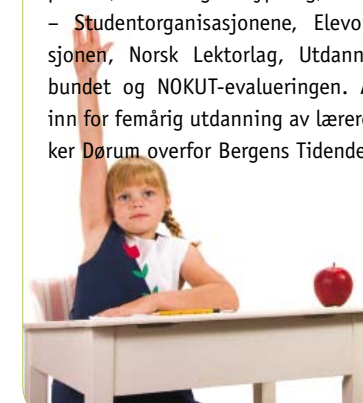 – Studentorganisasjonene, Elevo
sjonen, Norsk Lektorlag, Utdann
bundet og NOKUT-evalueringen. A
inn for femårig utdanning av lærere
ker Dørum overfor Bergens Tidende